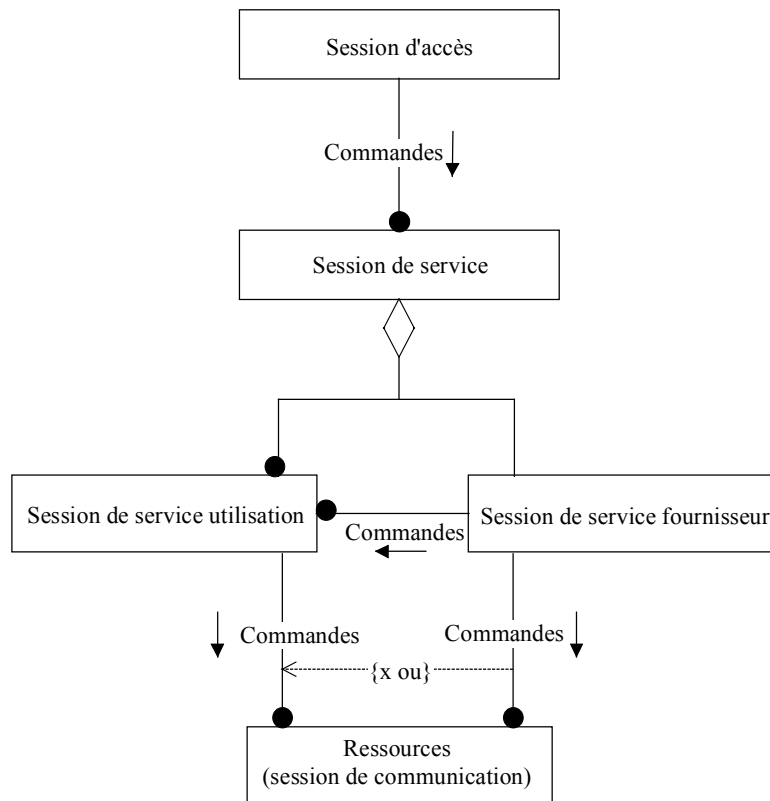 Session d'accès
Commandes
Session de service
Session de service utilisation
Session de service fournisseur
Commandes
Commandes
Commandes
{x ou}
Ressources
(session de communication)